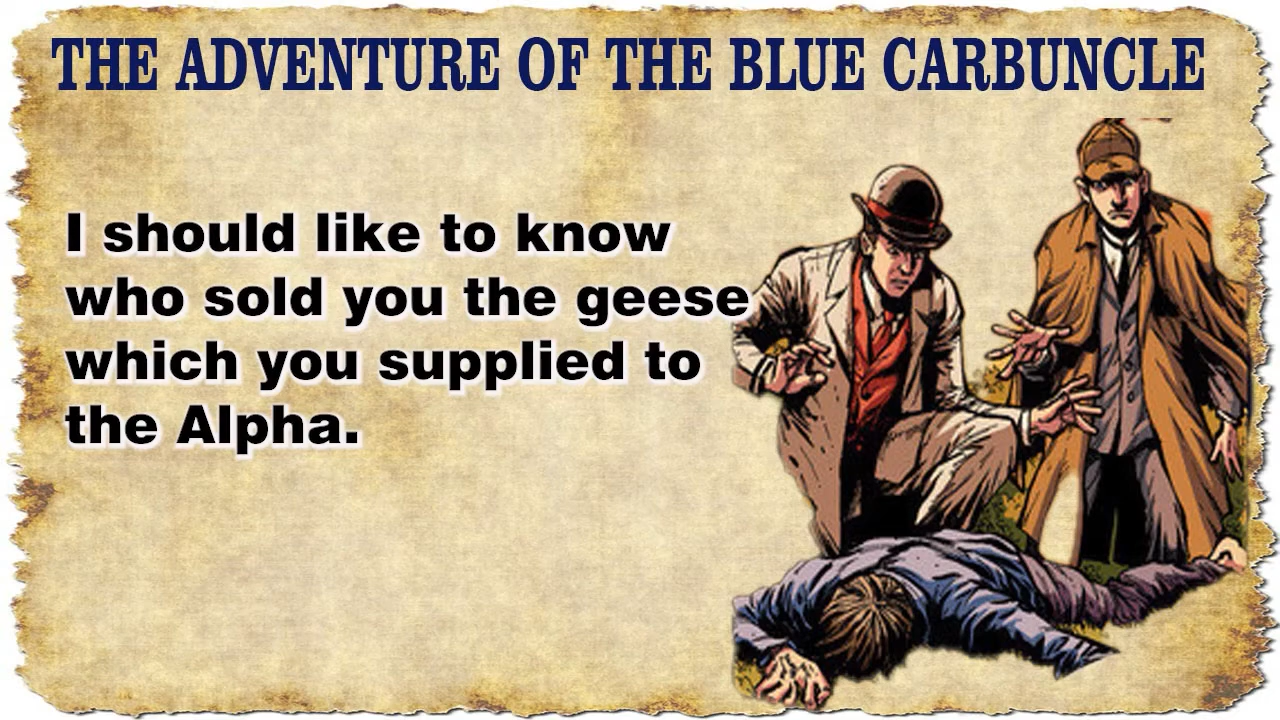 THE ADVENTURE OF THE BLUE CARBUNCLE
I should like to know
who sold you the geese
which you supplied to
the Alpha.